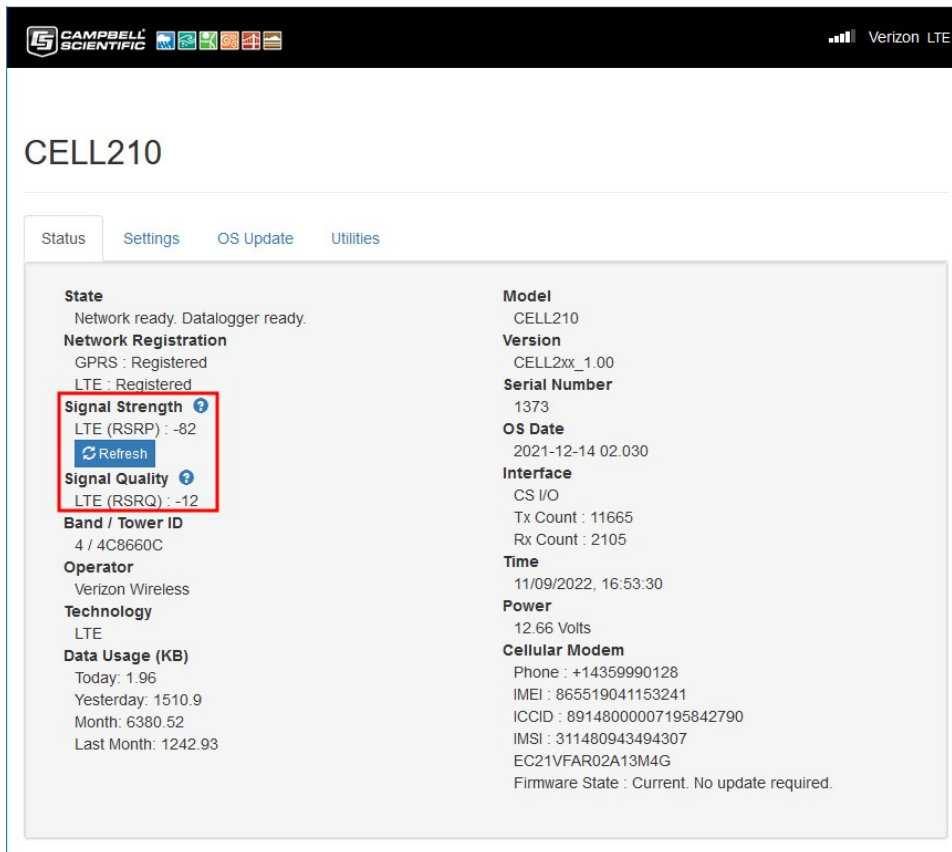 CAMPBELL
SCIENTIFIC
Verizon LTE
CELL210
Status Settings OS Update Utilities
State
Network ready. Datalogger ready.
Network Registration
GPRS : Registered
LTE : Registered
Signal Strength ?
LTE (RSRP) : -82
Refresh
Signal Quality ?
LTE (RSRQ) : -12
Band / Tower ID
4 / 4C8660C
Operator
Verizon Wireless
Technology
LTE
Data Usage (KB)
Today: 1.96
Yesterday: 1510.9
Month: 6380.52
Last Month: 1242.93
Model
CELL210
Version
CELL2xx_1.00
Serial Number
1373
OS Date
2021-12-14 02.030
Interface
CS I/O
Tx Count : 11665
Rx Count : 2105
Time
11/09/2022, 16:53:30
Power
12.66 Volts
Cellular Modem
Phone : +14359990128
IMEI : 865519041153241
ICCID : 89148000007195842790
IMSI : 311480943494307
EC21VFAR02A13M4G
Firmware State : Current. No update required.